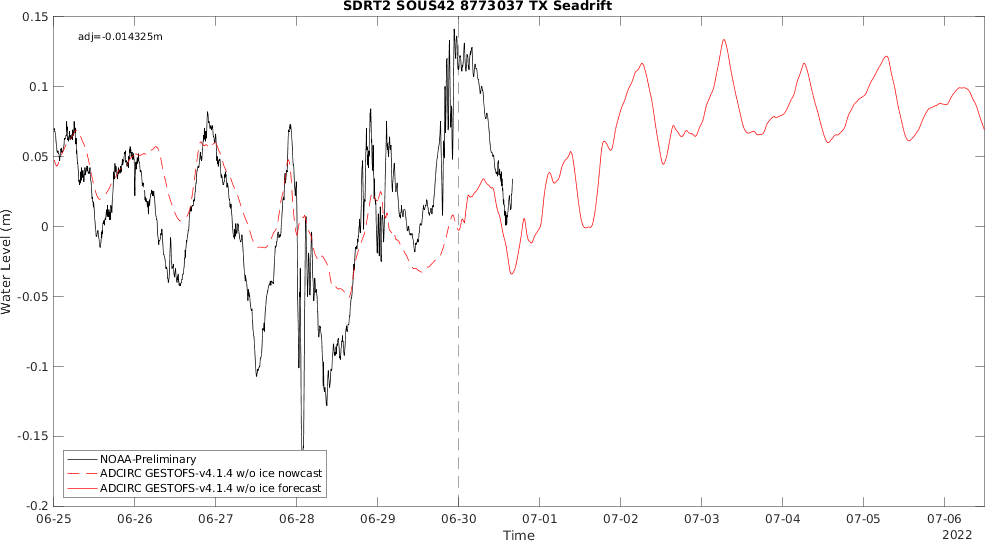 SDRT2 SOUS42 8773037 TX Seadrift
adj=-0.014325m
0.15
0.1
0.05
0
-0.05
-0.1
-0.15
-0.2
Water Level (m)
NOAA-Preliminary
ADCIRC GESTOFS-v4.1.4 w/o ice nowcast
ADCIRC GESTOFS-v4.1.4 w/o ice forecast
06-25 06-26 06-27 06-28 06-29 06-30 07-01 07-02 07-03 07-04 07-05 07-06
Time
2022